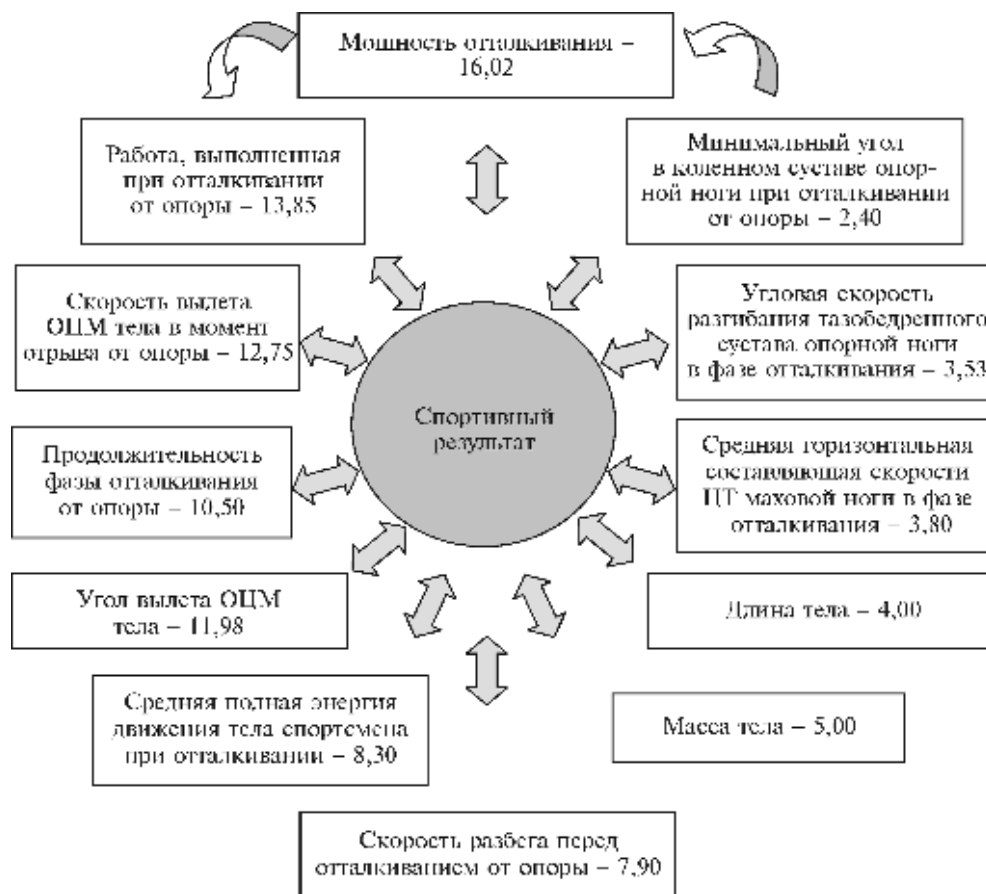 Мощность отталкивания –
16,02
Работа, выполненная
при отталкивании
от опоры – 13,85
Минимальный угол
в коленном суставе опор-
ной ноги при отталкивании
от опоры – 2,40
Скорость вылета
ОЦМ тела в момент
отрыва от опоры – 12,75
Угловая скорость
разгибания тазобедренного
сустава опорной ноги
в фазе отталкивания – 3,53
Спортивный
результат
Продолжительность
фазы отталкивания
от опоры – 10,50
Средняя горизонтальная
составляющая скорости
ЦТ маховой ноги в фазе
отталкивания – 3,80
Угол вылета ОЦМ
тела – 11,98
Длина тела – 4,00
Средняя полная энергия
движения тела спортсмена
при отталкивании – 8,30
Масса тела – 5,00
Скорость разбега перед
отталкиванием от опоры – 7,90